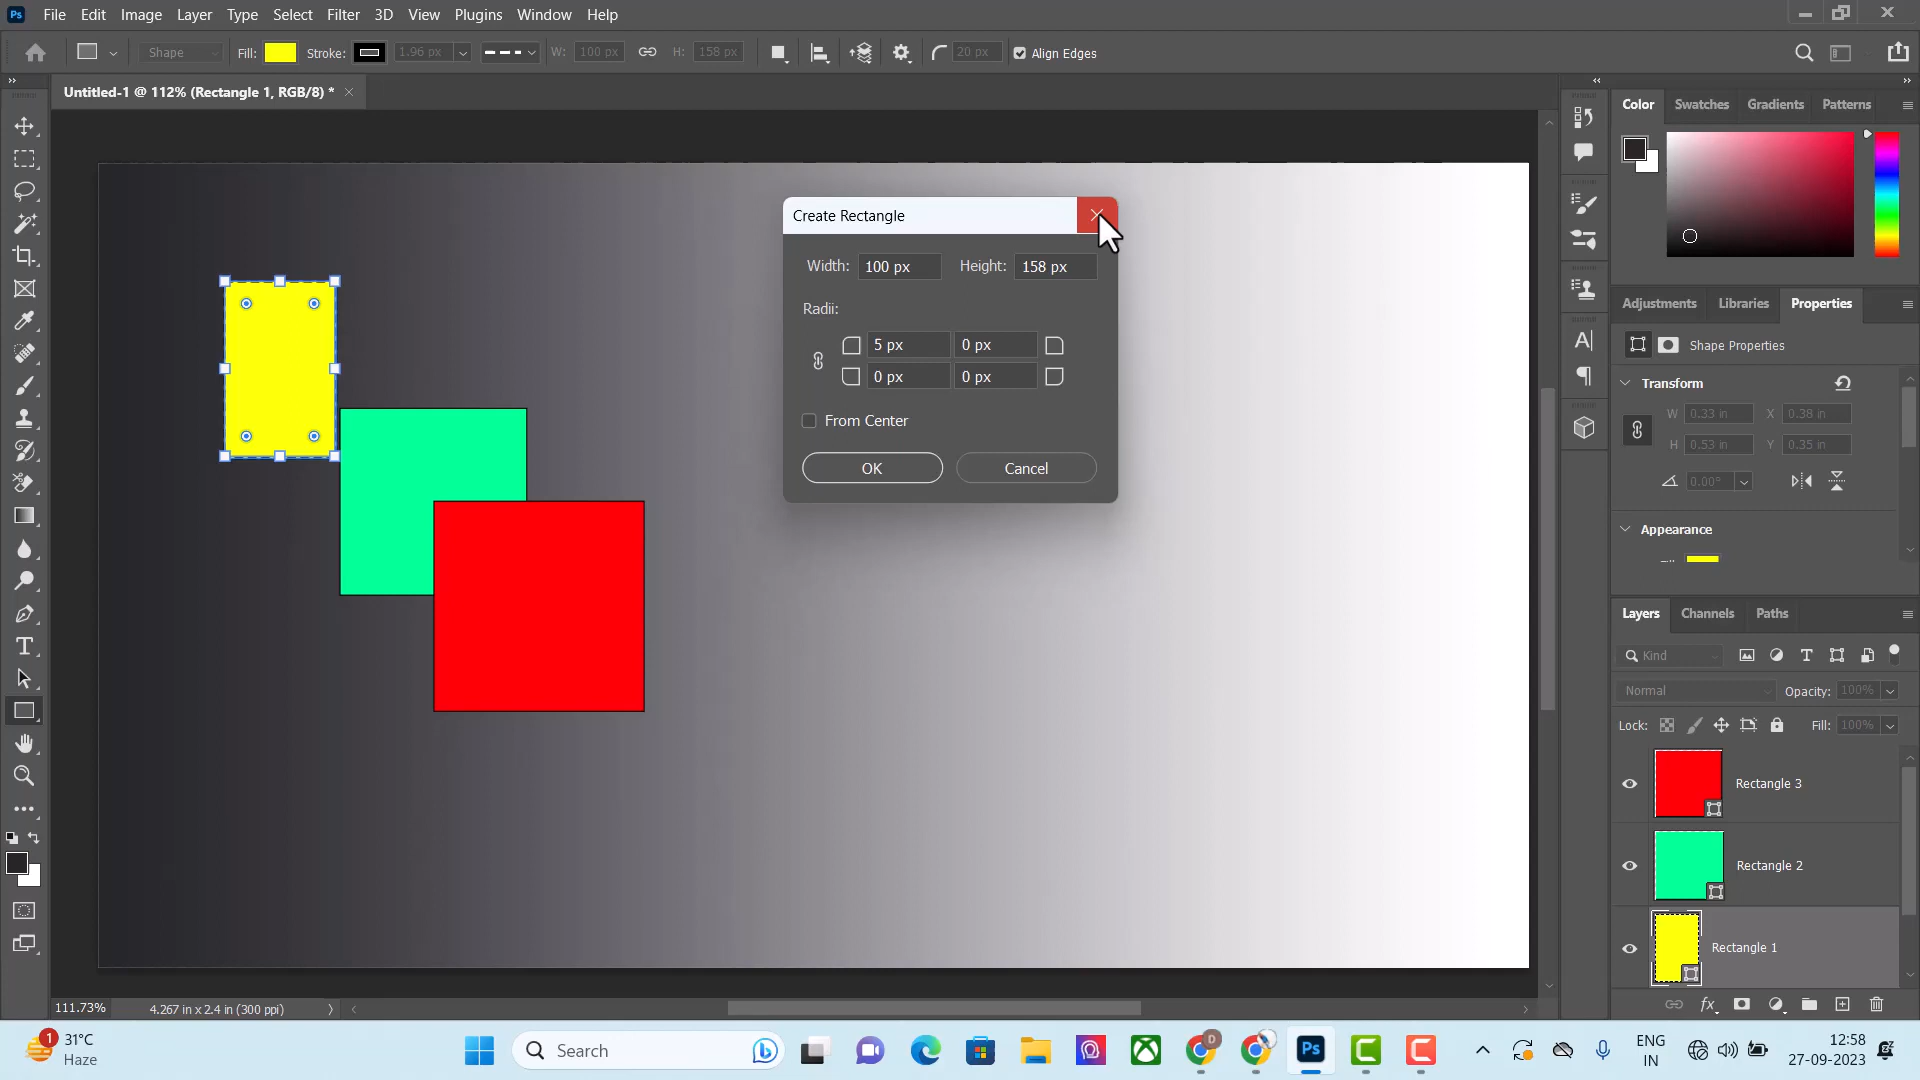 Ps File Edit Image Layer Type Select Filter 3D View Plugins Window Help
Shape Fill: Stroke: 1.96 px W: 100 px H: 158 px 20 px Align Edges
Untitled-1 @ 112% (Rectangle 1, RGB/8) *
Color Swatches Gradients Patterns
Create Rectangle
Width: 100 px Height: 158 px
Radii:
5 px 0 px
0 px 0 px
From Center
OK Cancel
Adjustments Libraries Properties
Shape Properties
Transform
W 0.33 in X 0.38 in
H 0.53 in Y 0.35 in
0.00°
Appearance
Layers Channels Paths
Kind
Normal Opacity: 100%
Lock: Fill: 100%
Rectangle 3
Rectangle 2
Rectangle 1
fx
111.73% 4.267 in x 2.4 in (300 ppi)
1 31°C
Haze
Search
D
Ps
ENG
IN
12:58
27-09-2023